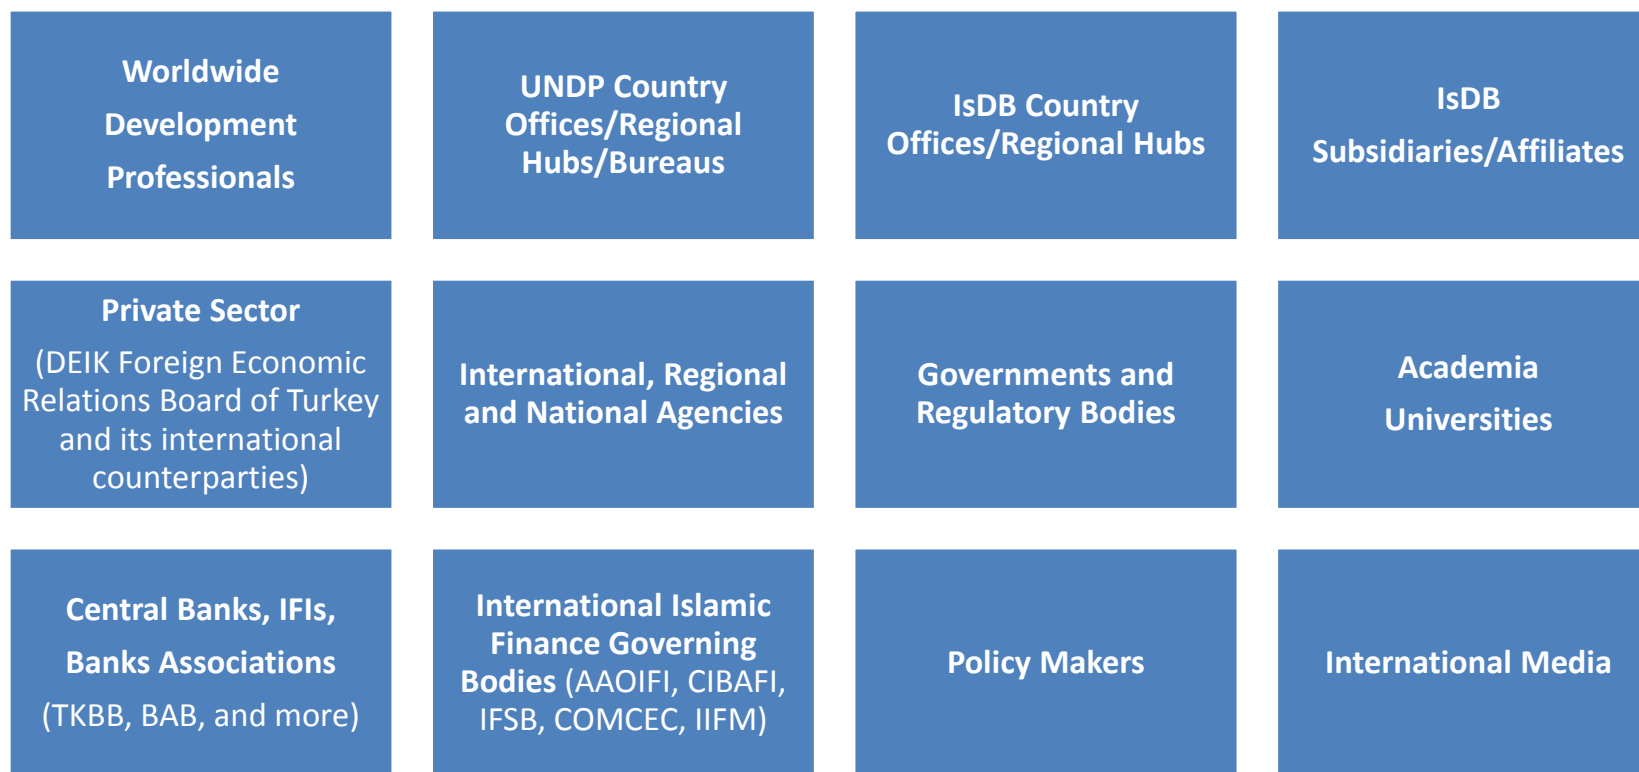 Worldwide
Development
Professionals
UNDP Country
Offices/Regional
Hubs/Bureaus
IsDB Country
Offices/Regional Hubs
IsDB
Subsidiaries/Affiliates
Private Sector
(DEIK Foreign Economic
Relations Board of Turkey
and its international
counterparties)
International, Regional
and National Agencies
Governments and
Regulatory Bodies
Academia
Universities
Central Banks, IFIs,
Banks Associations
(TKBB, BAB, and more)
International Islamic
Finance Governing
Bodies (AAOIFI, CIBAFI,
IFSB, COMCEC, IIFM)
Policy Makers
International Media